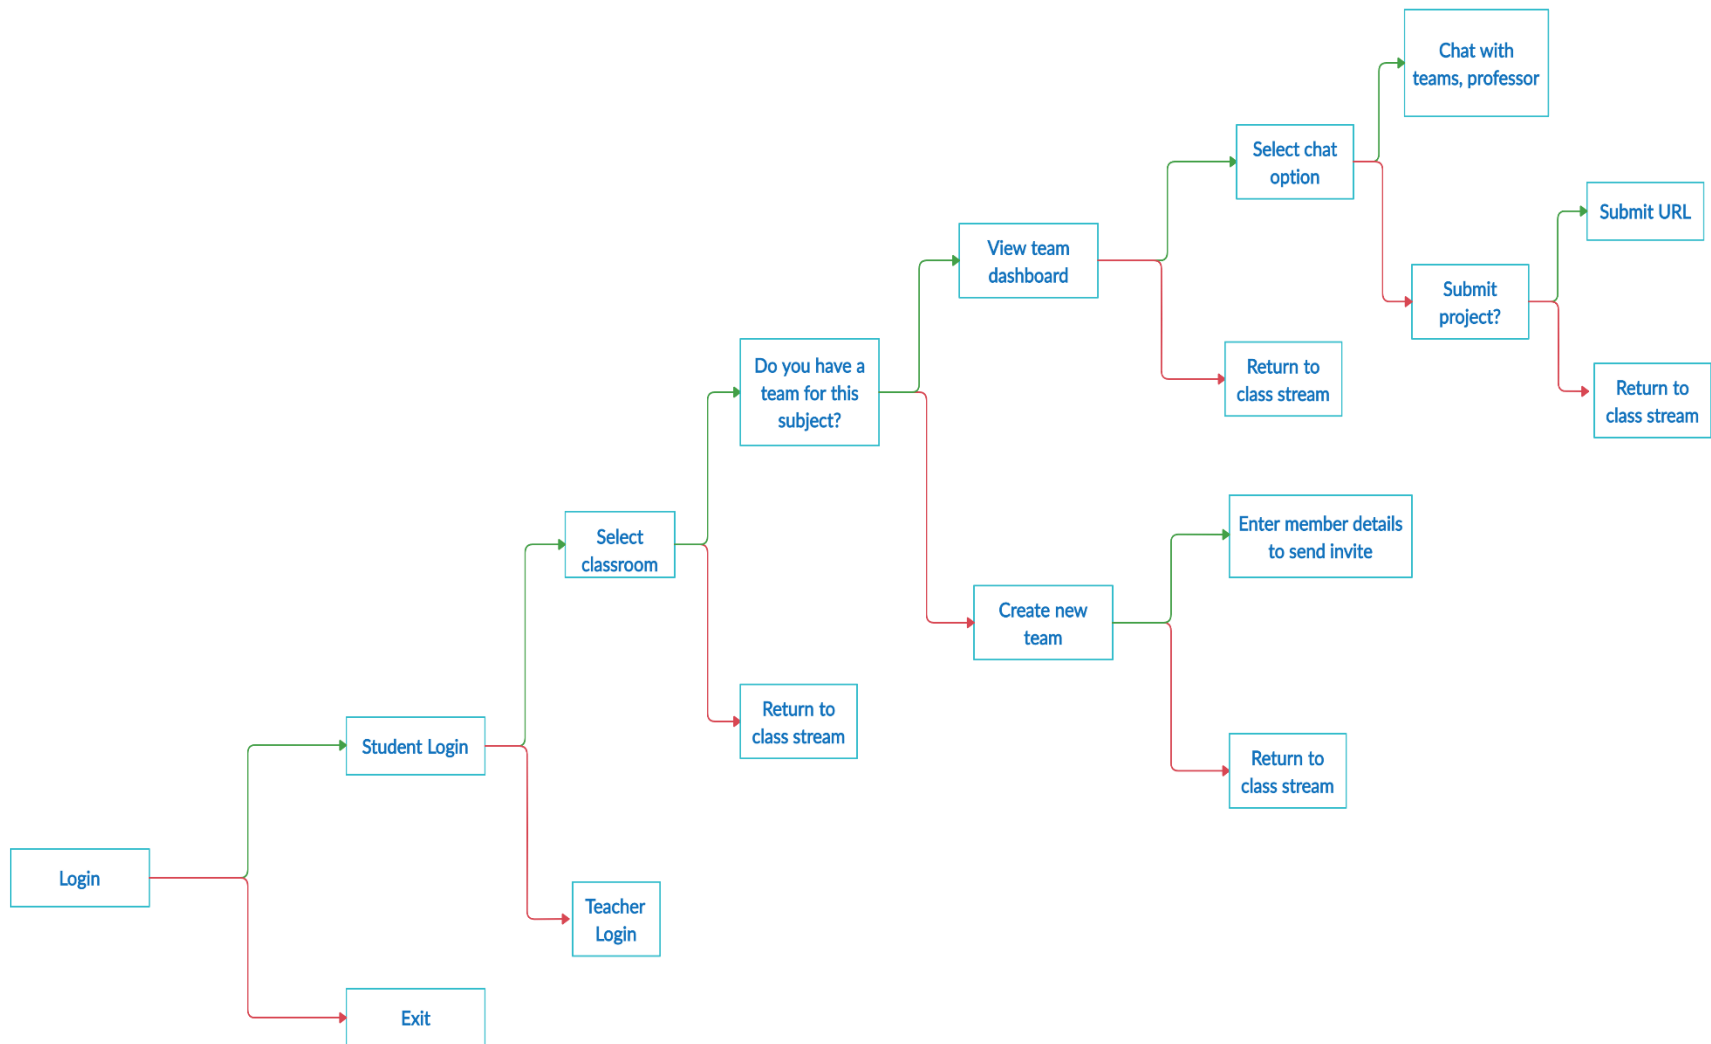 Chat with
teams, professor
Select chat
option
Submit URL
View team
dashboard
Submit
project?
Do you have a
team for this
subject?
Return to
class stream
Return to
class stream
Select
classroom
Enter member details
to send invite
Create new
team
Return to
class stream
Student Login
Return to
class stream
Login
Teacher
Login
Exit